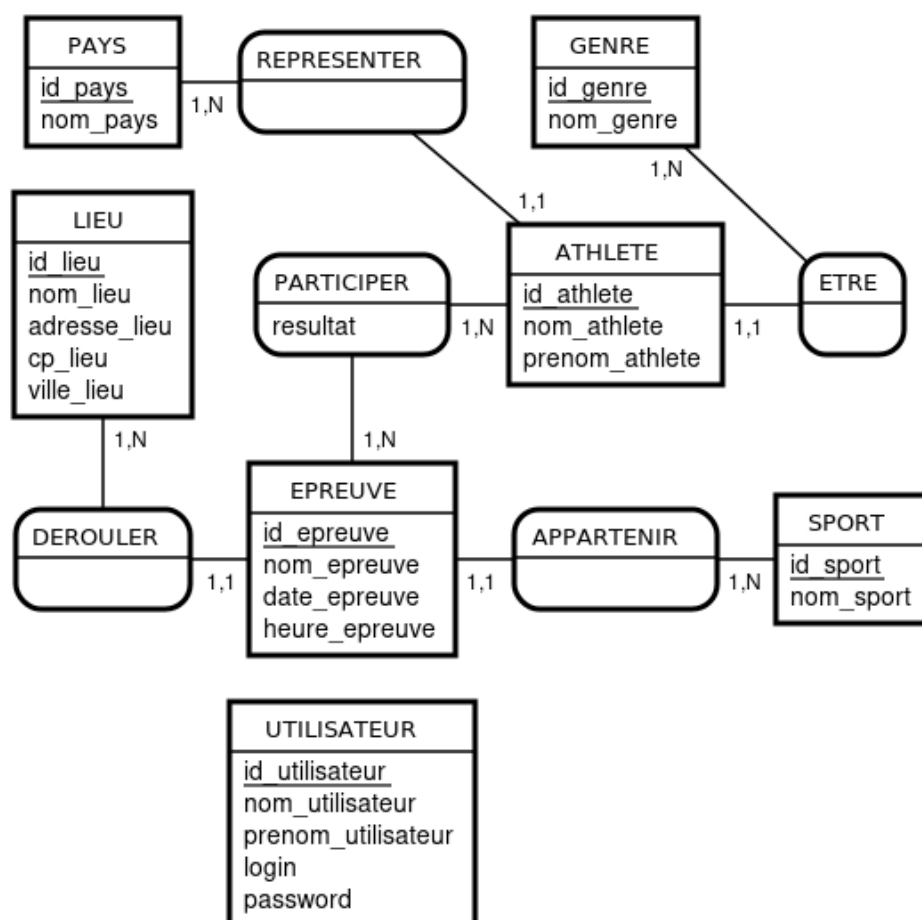 PAYS
id_pays
nom_pays
1,N
REPRESENTER
GENRE
id_genre
nom_genre
1,N
1,1
LIEU
id_lieu
nom_lieu
adresse_lieu
cp_lieu
ville_lieu
1,N
PARTICIPER
resultat
1,N
ATHLETE
id_athlete
nom_athlete
prenom_athlete
1,1
ETRE
1,N
DEROULER
1,1
EPREUVE
id_epreuve
nom_epreuve
date_epreuve
heure_epreuve
1,1
APPARTENIR
1,N
SPORT
id_sport
nom_sport
UTILISATEUR
id_utilisateur
nom_utilisateur
prenom_utilisateur
login
password